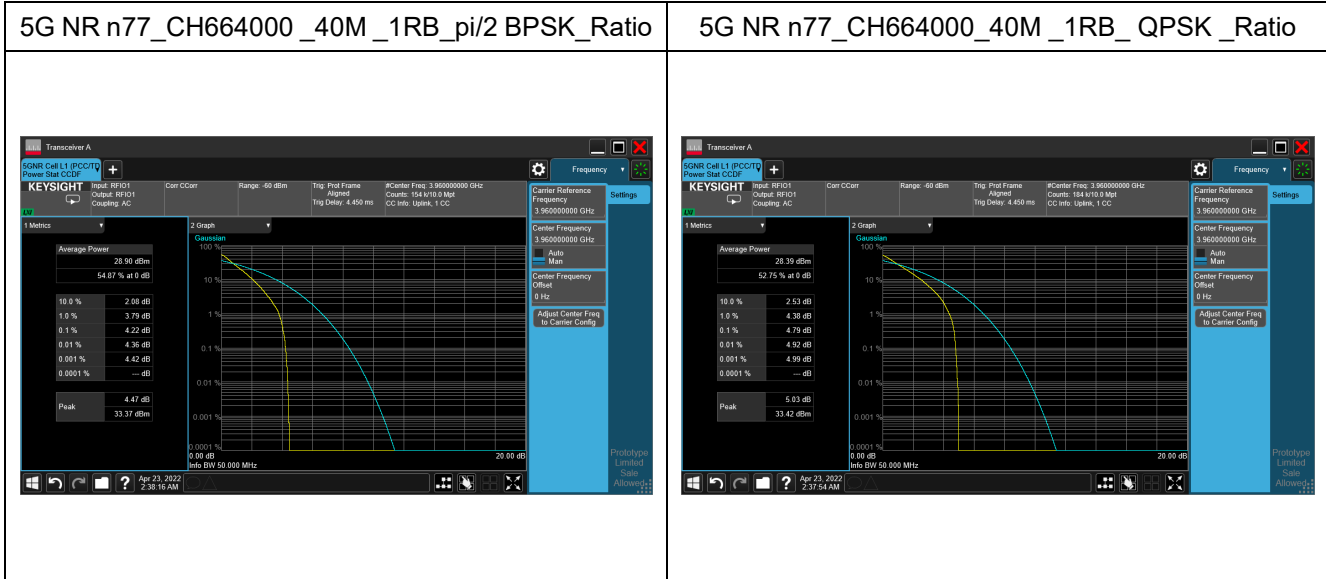 5G NR n77_CH664000 _40M _1RB_pi/2 BPSK_Ratio
Transceiver A
5GNR Cell L1 (PCC/TD
Power Stat CCDF
+
Frequency
KEYSIGHT
Input: RFIO1
Output: RFIO1
Coupling: AC
Corr CCorr
Range: -60 dBm
Trig: Prot Frame
Aligned
Trig Delay: 4.450 ms
#Center Freq: 3.960000000 GHz
Counts: 154 k/10.0 Mpt
CC Info: Uplink, 1 CC
LV
1 Metrics
Average Power
28.90 dBm
54.87 % at 0 dB
10.0 % 2.08 dB
1.0 % 3.79 dB
0.1 % 4.22 dB
0.01 % 4.36 dB
0.001 % 4.42 dB
0.0001 % --- dB
Peak
4.47 dB
33.37 dBm
2 Graph
Gaussian
100 %
10 %
1 %
0.1 %
0.01 %
0.001 %
0.0001 %
0.00 dB 20.00 dB
Info BW 50.000 MHz
Carrier Reference
Frequency
3.960000000 GHz
Center Frequency
3.960000000 GHz
Auto
Man
Center Frequency
Offset
0 Hz
Adjust Center Freq
to Carrier Config
Settings
Prototype
Limited
Sale
Allowed
?
Apr 23, 2022
2:38:16 AM
5G NR n77_CH664000_40M _1RB_ QPSK _Ratio
Transceiver A
5GNR Cell L1 (PCC/TD
Power Stat CCDF
+
Frequency
KEYSIGHT
Input: RFIO1
Output: RFIO1
Coupling: AC
Corr CCorr
Range: -60 dBm
Trig: Prot Frame
Aligned
Trig Delay: 4.450 ms
#Center Freq: 3.960000000 GHz
Counts: 184 k/10.0 Mpt
CC Info: Uplink, 1 CC
LV
1 Metrics
Average Power
28.39 dBm
52.75 % at 0 dB
10.0 % 2.53 dB
1.0 % 4.38 dB
0.1 % 4.79 dB
0.01 % 4.92 dB
0.001 % 4.99 dB
0.0001 % --- dB
Peak
5.03 dB
33.42 dBm
2 Graph
Gaussian
100 %
10 %
1 %
0.1 %
0.01 %
0.001 %
0.0001 %
0.00 dB 20.00 dB
Info BW 50.000 MHz
Carrier Reference
Frequency
3.960000000 GHz
Center Frequency
3.960000000 GHz
Auto
Man
Center Frequency
Offset
0 Hz
Adjust Center Freq
to Carrier Config
Settings
Prototype
Limited
Sale
Allowed
?
Apr 23, 2022
2:37:54 AM